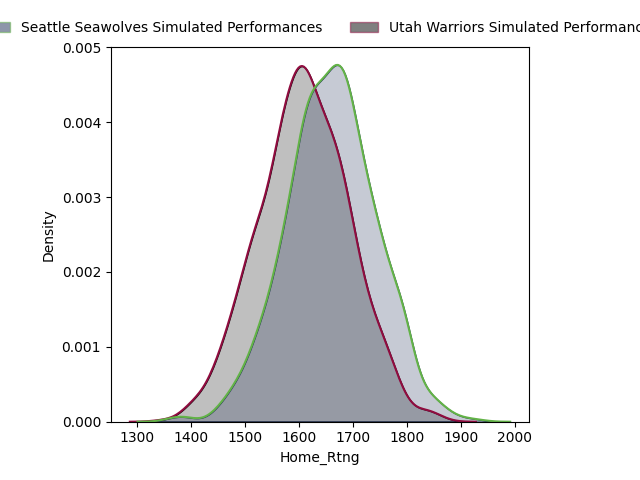 Seattle Seawolves Simulated Performances
Utah Warriors Simulated
0.005
0.004
0.003
0.002
0.001
0.000
Density
1300 1400 1500 1600 1700 1800 1900 2000
Home_Rtng